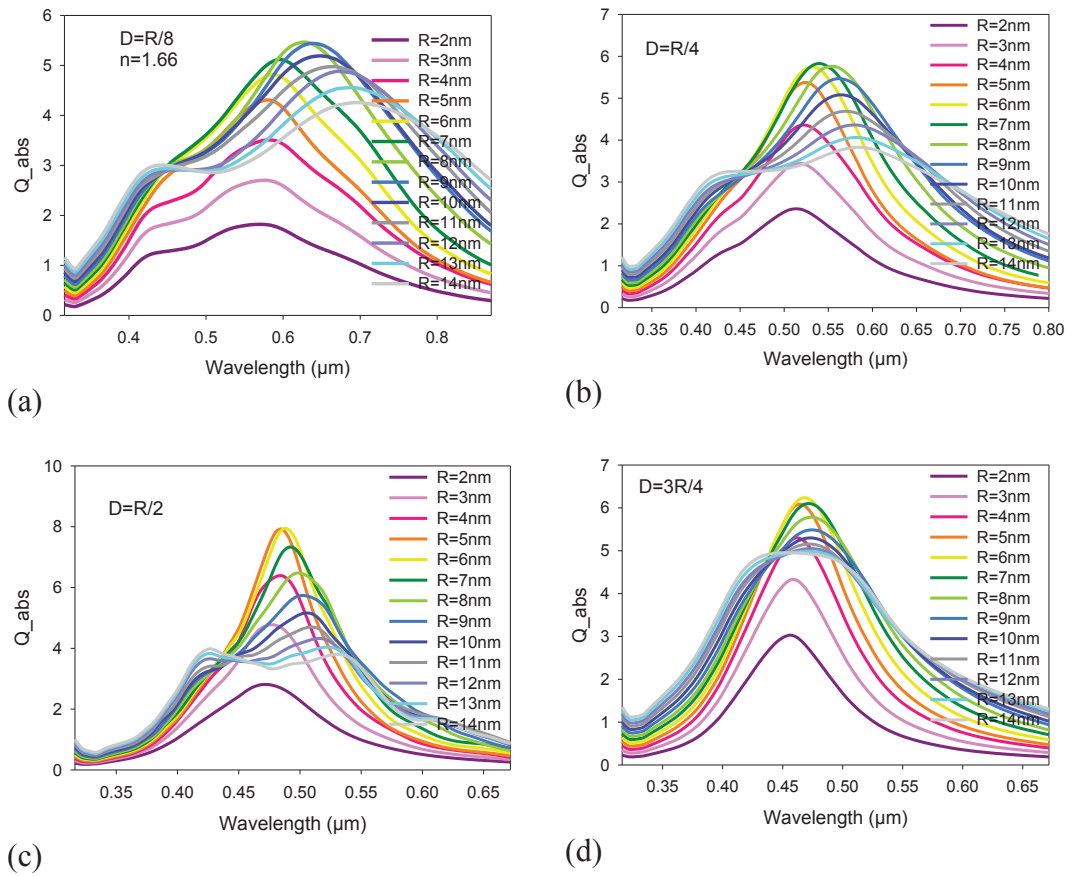 D=R/8
n=1.66
Q_abs
6
5
4
3
2
1
0
0.4
0.5
0.6
0.7
0.8
Wavelength (µm)
R=2nm
R=3nm
R=4nm
R=5nm
R=6nm
R=7nm
R=8nm
R=9nm
R=10nm
R=11nm
R=12nm
R=13nm
R=14nm
(a)
D=R/4
Q_abs
7
6
5
4
3
2
1
0
0.35
0.40
0.45
0.50
0.55
0.60
0.65
0.70
0.75
0.80
Wavelength (µm)
R=2nm
R=3nm
R=4nm
R=5nm
R=6nm
R=7nm
R=8nm
R=9nm
R=10nm
R=11nm
R=12nm
R=13nm
R=14nm
(b)
D=R/2
Q_abs
10
8
6
4
2
0
0.35
0.40
0.45
0.50
0.55
0.60
0.65
Wavelength (µm)
R=2nm
R=3nm
R=4nm
R=5nm
R=6nm
R=7nm
R=8nm
R=9nm
R=10nm
R=11nm
R=12nm
R=13nm
R=14nm
(c)
D=3R/4
Q_abs
7
6
5
4
3
2
1
0
0.35
0.40
0.45
0.50
0.55
0.60
0.65
Wavelength (µm)
R=2nm
R=3nm
R=4nm
R=5nm
R=6nm
R=7nm
R=8nm
R=9nm
R=10nm
R=11nm
R=12nm
R=13nm
R=14nm
(d)